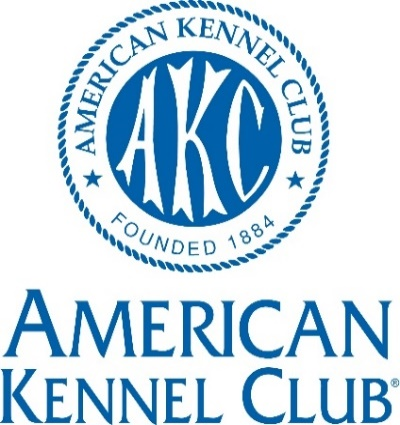 AMERICAN KENNEL CLUB
AKC
FOUNDED 1884
AMERICAN
KENNEL CLUB®